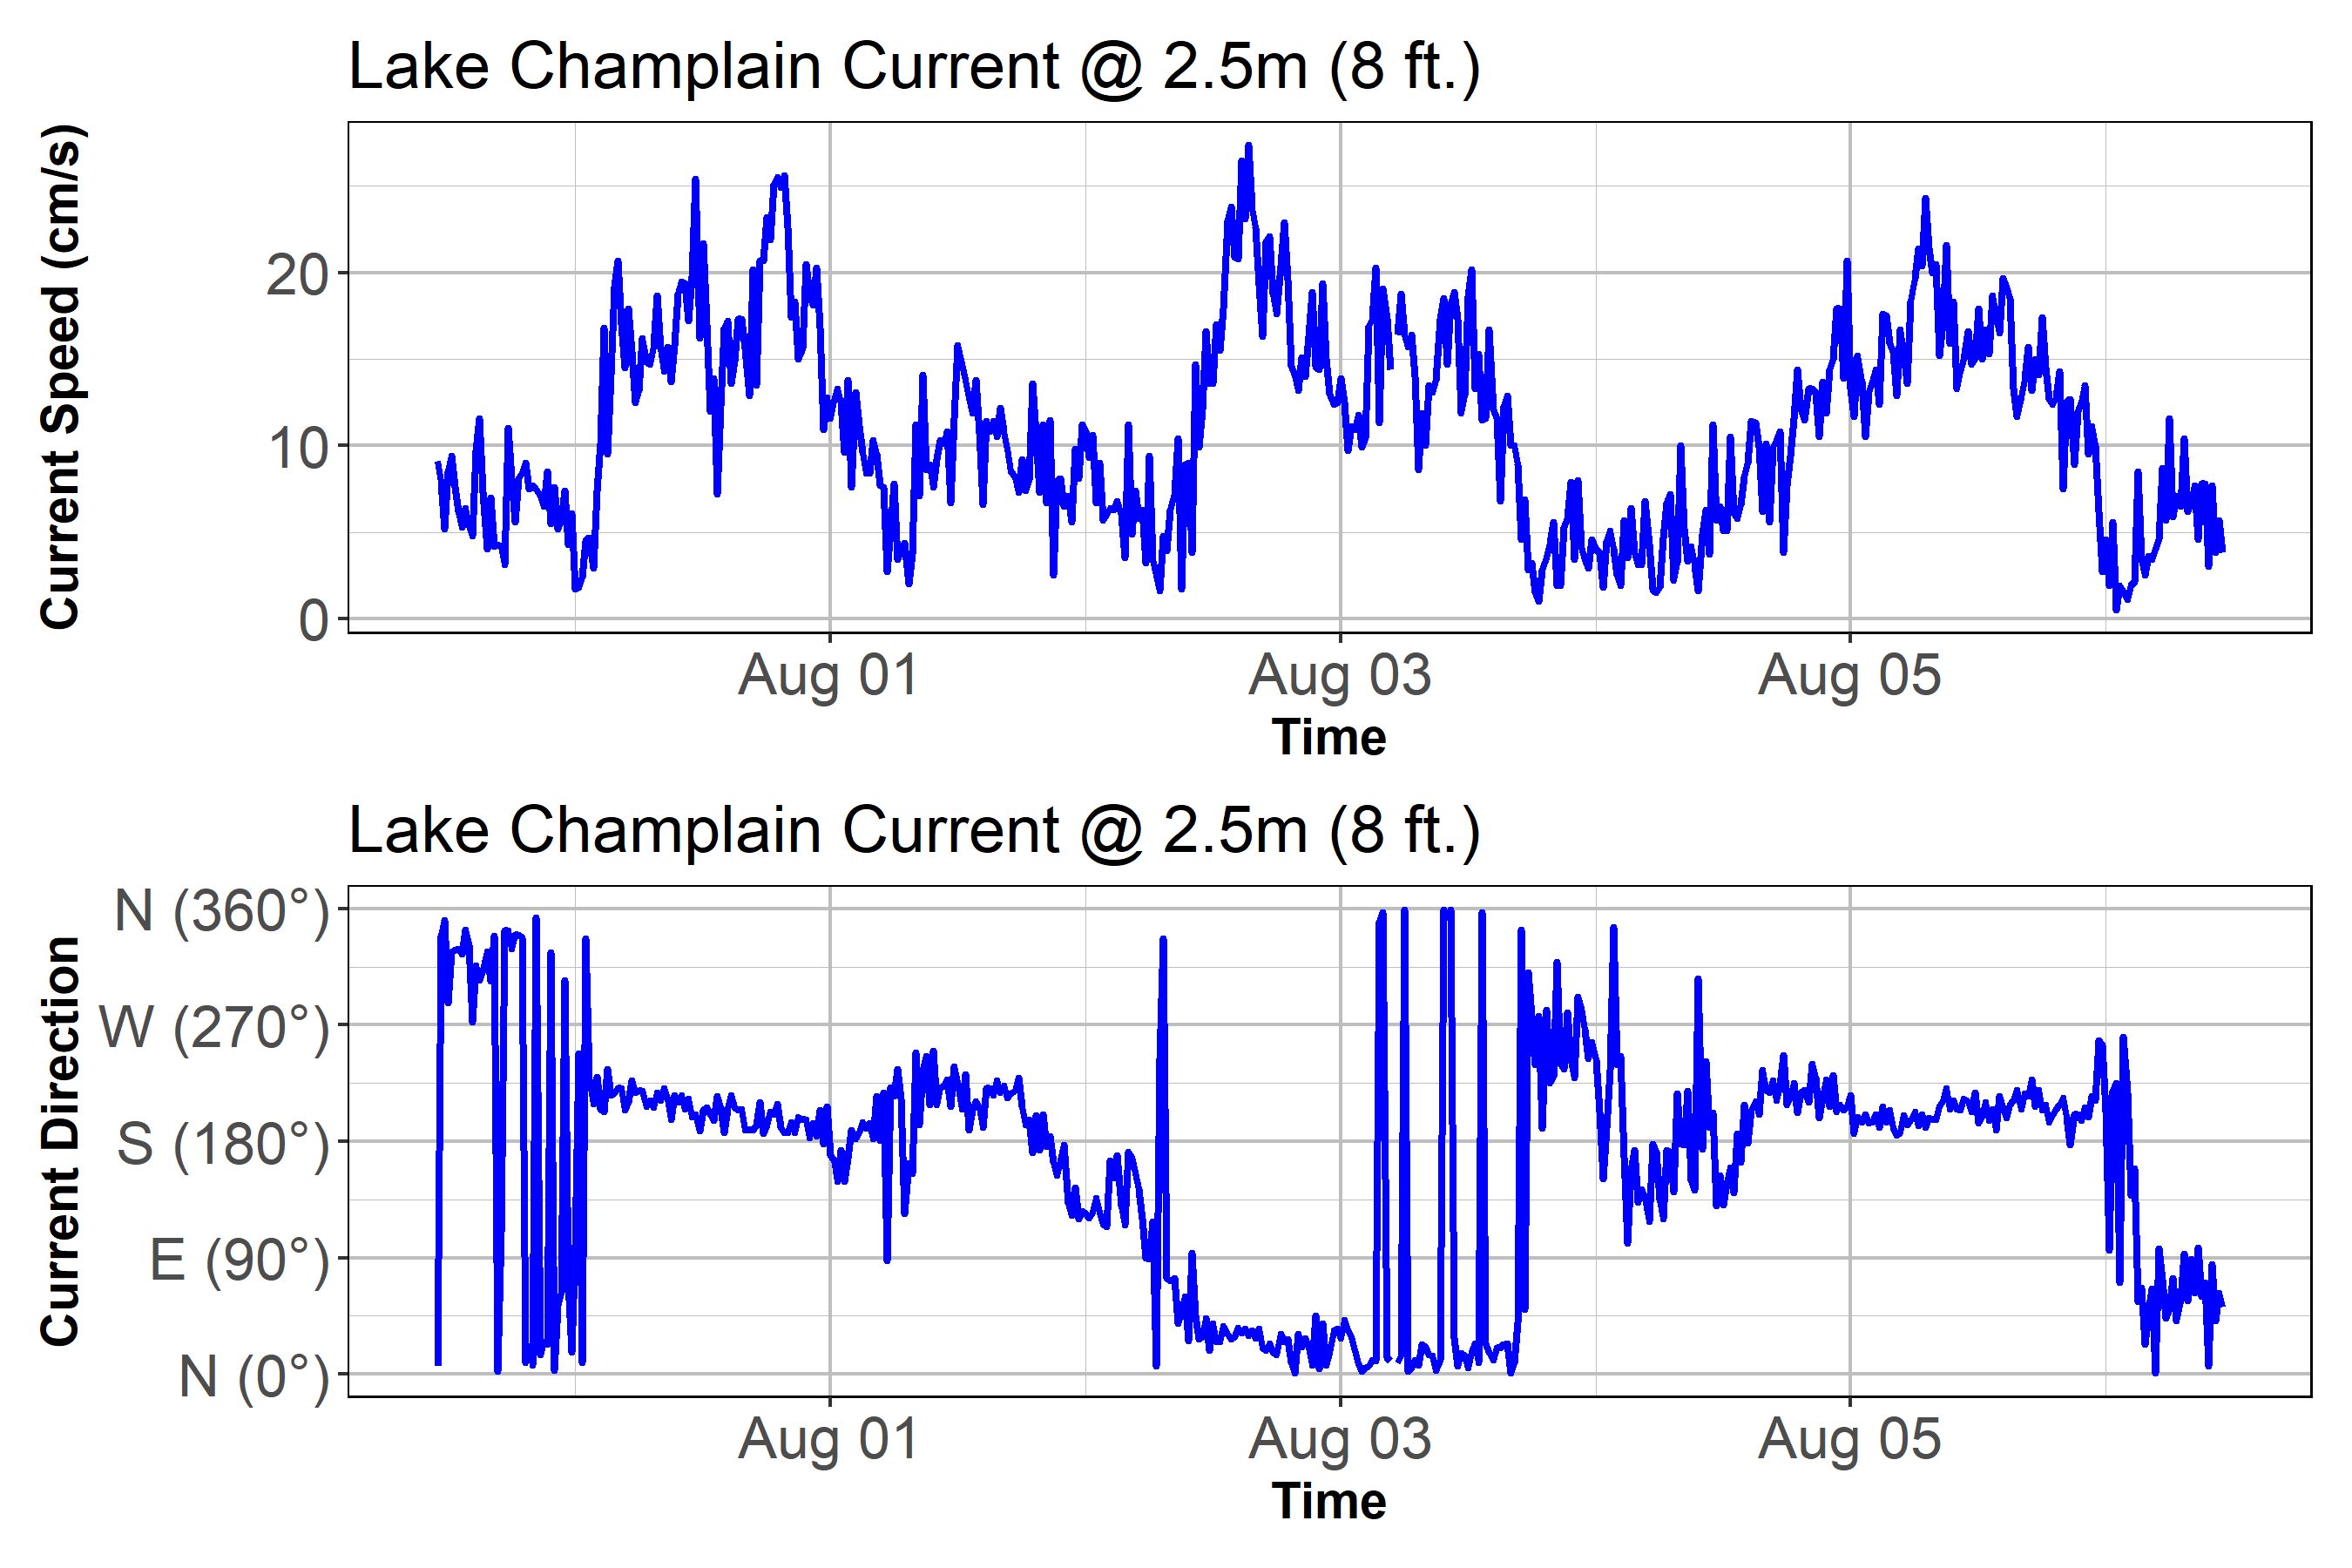 Lake Champlain Current @ 2.5m (8 ft.)
Current Speed (cm/s)
20
10
0
Aug 01 Aug 03 Aug 05
Time
Lake Champlain Current @ 2.5m (8 ft.)
Current Direction
N (360°)
W (270°)
S (180°)
E (90°)
N (0°)
Aug 01 Aug 03 Aug 05
Time